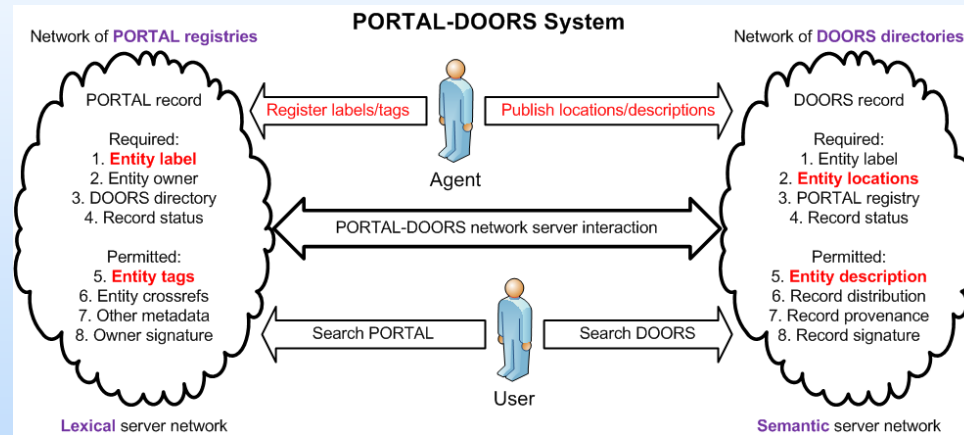 PORTAL-DOORS System
Network of PORTAL registries
PORTAL record
Required:
1. Entity label
2. Entity owner
3. DOORS directory
4. Record status
Permitted:
5. Entity tags
6. Entity crossrefs
7. Other metadata
8. Owner signature
Lexical server network
Register labels/tags
Publish locations/descriptions
Agent
PORTAL-DOORS network server interaction
Search PORTAL
Search DOORS
User
Network of DOORS directories
DOORS record
Required:
1. Entity label
2. Entity locations
3. PORTAL registry
4. Record status
Permitted:
5. Entity description
6. Record distribution
7. Record provenance
8. Record signature
Semantic server network